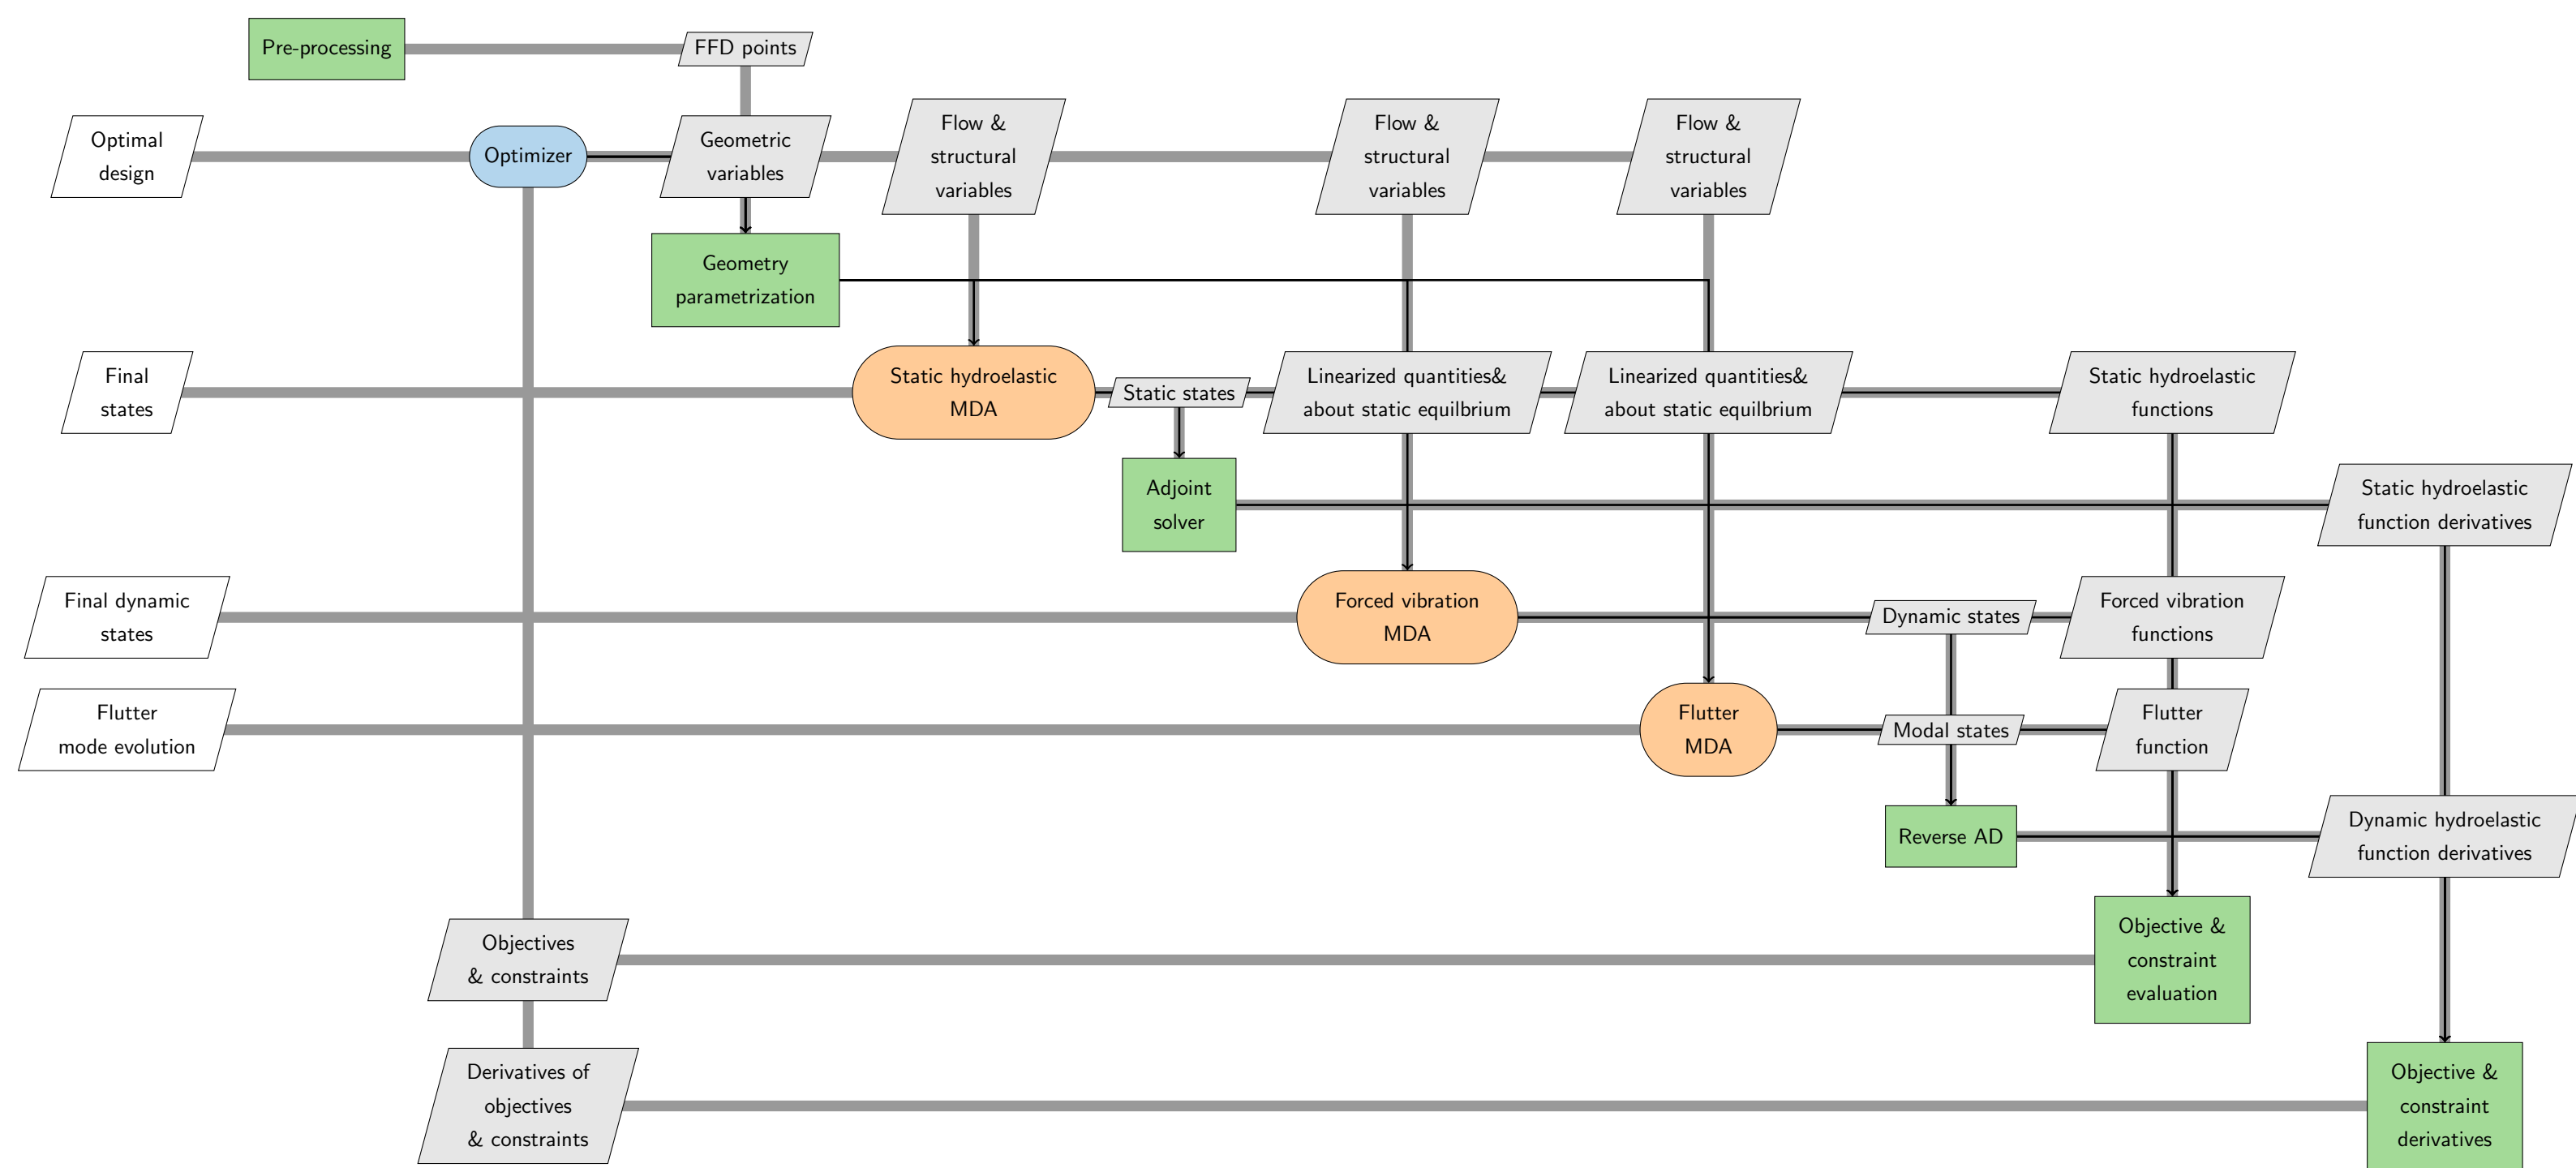 Pre-processing
FFD points
Optimal
design
Optimizer
Geometric
variables
Flow &
structural
variables
Flow &
structural
variables
Flow &
structural
variables
Geometry
parametrization
Final
states
Static hydroelastic
MDA
Static states
Linearized quantities&
about static equilbrium
Linearized quantities&
about static equilbrium
Static hydroelastic
functions
Adjoint
solver
Static hydroelastic
function derivatives
Final dynamic
states
Forced vibration
MDA
Dynamic states
Forced vibration
functions
Flutter
mode evolution
Flutter
MDA
Modal states
Flutter
function
Reverse AD
Dynamic hydroelastic
function derivatives
Objectives
& constraints
Objective &
constraint
evaluation
Derivatives of
objectives
& constraints
Objective &
constraint
derivatives